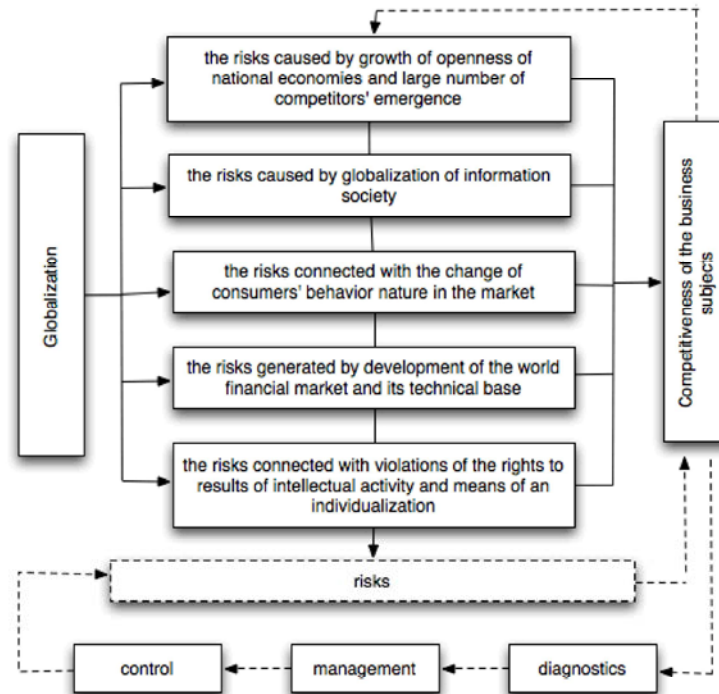 the risks caused by growth of openness of
national economies and large number of
competitors' emergence
the risks caused by globalization of information
society
Globalization
the risks connected with the change of
consumers' behavior nature in the market
Competitiveness of the business
subjects
the risks generated by development of the world
financial market and its technical base
the risks connected with violations of the rights to
results of intellectual activity and means of an
individualization
risks
control
management
diagnostics